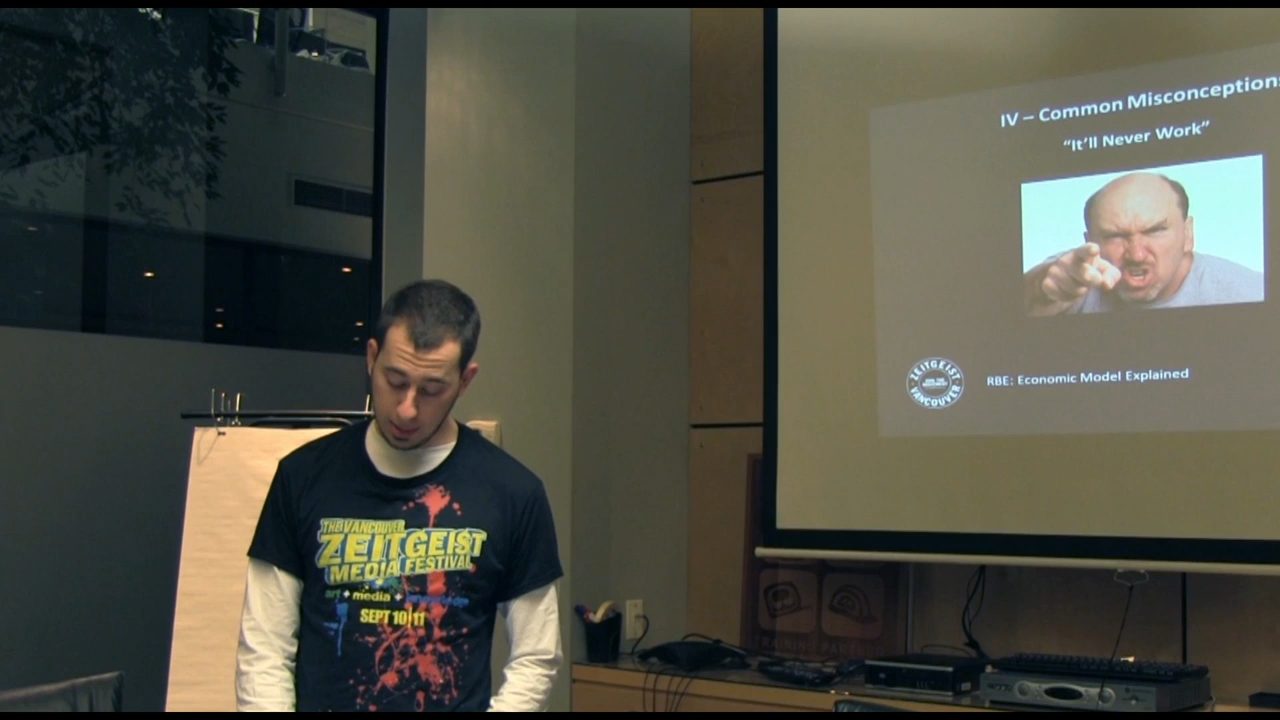 IV – Common Misconceptions
"It'll Never Work"
ZEITGEIST
VANCOUVER
RBE: Economic Model Explained
THE VANCOUVER
ZEITGEIST
MEDIA FESTIVAL
art + media +
SEPT 10|11